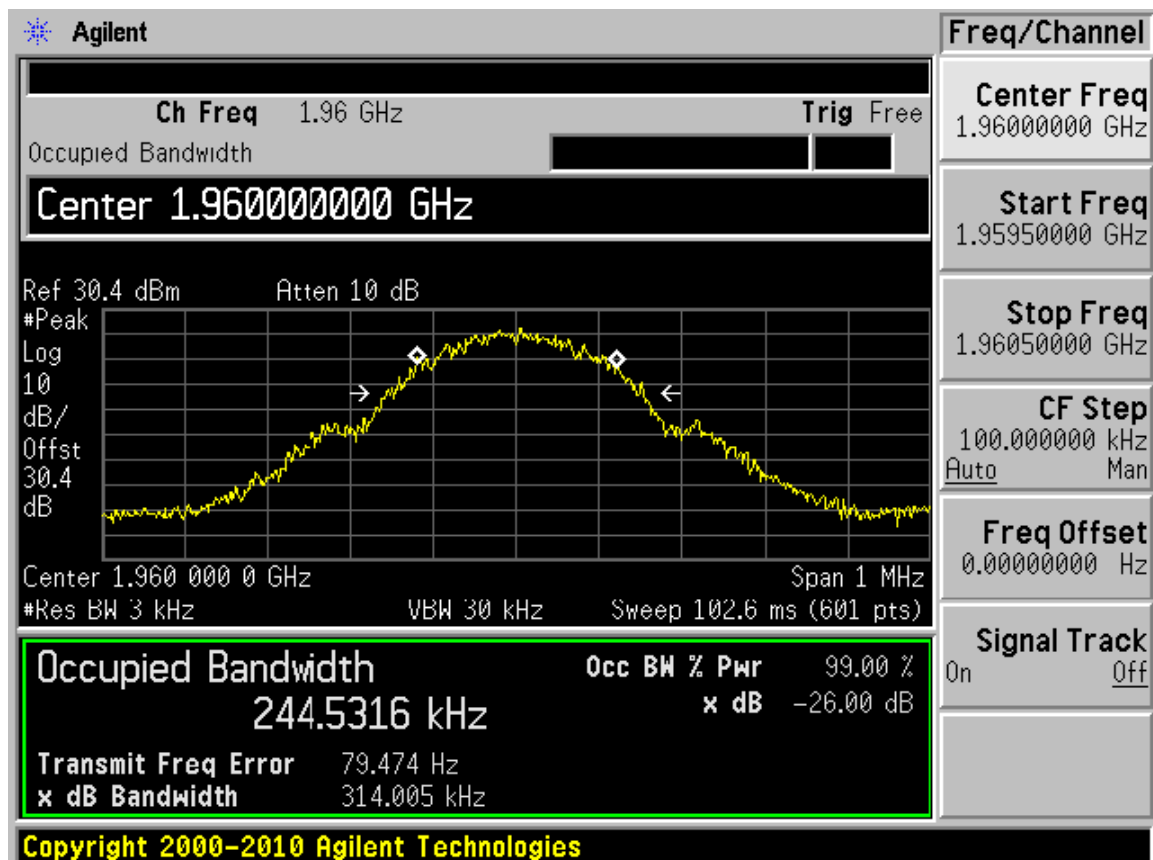 Agilent
Freq/Channel
Ch Freq 1.96 GHz Trig Free
Occupied Bandwidth
Center 1.960000000 GHz
Ref 30.4 dBm Atten 10 dB
#Peak
Log
10
dB/
Offst
30.4
dB
Center 1.960 000 0 GHz Span 1 MHz
#Res BW 3 kHz VBW 30 kHz Sweep 102.6 ms (601 pts)
Occupied Bandwidth
244.5316 kHz
Occ BW % Pwr 99.00 %
x dB -26.00 dB
Transmit Freq Error 79.474 Hz
x dB Bandwidth 314.005 kHz
Center Freq
1.96000000 GHz
Start Freq
1.95950000 GHz
Stop Freq
1.96050000 GHz
CF Step
100.000000 kHz
Auto Man
Freq Offset
0.00000000 Hz
Signal Track
On Off
Copyright 2000-2010 Agilent Technologies